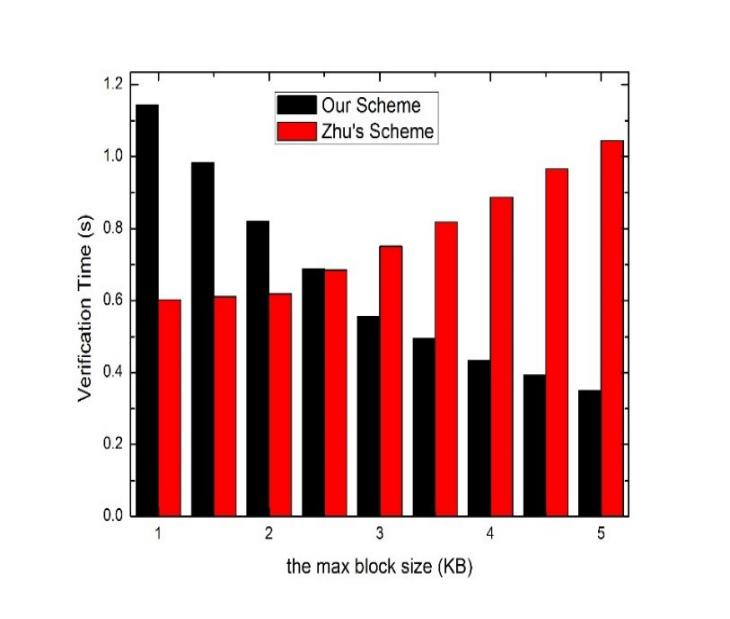 Our Scheme
Zhu's Scheme
Verification Time (s)
1.2
1.0
0.8
0.6
0.4
0.2
0.0
1 2 3 4 5
the max block size (KB)